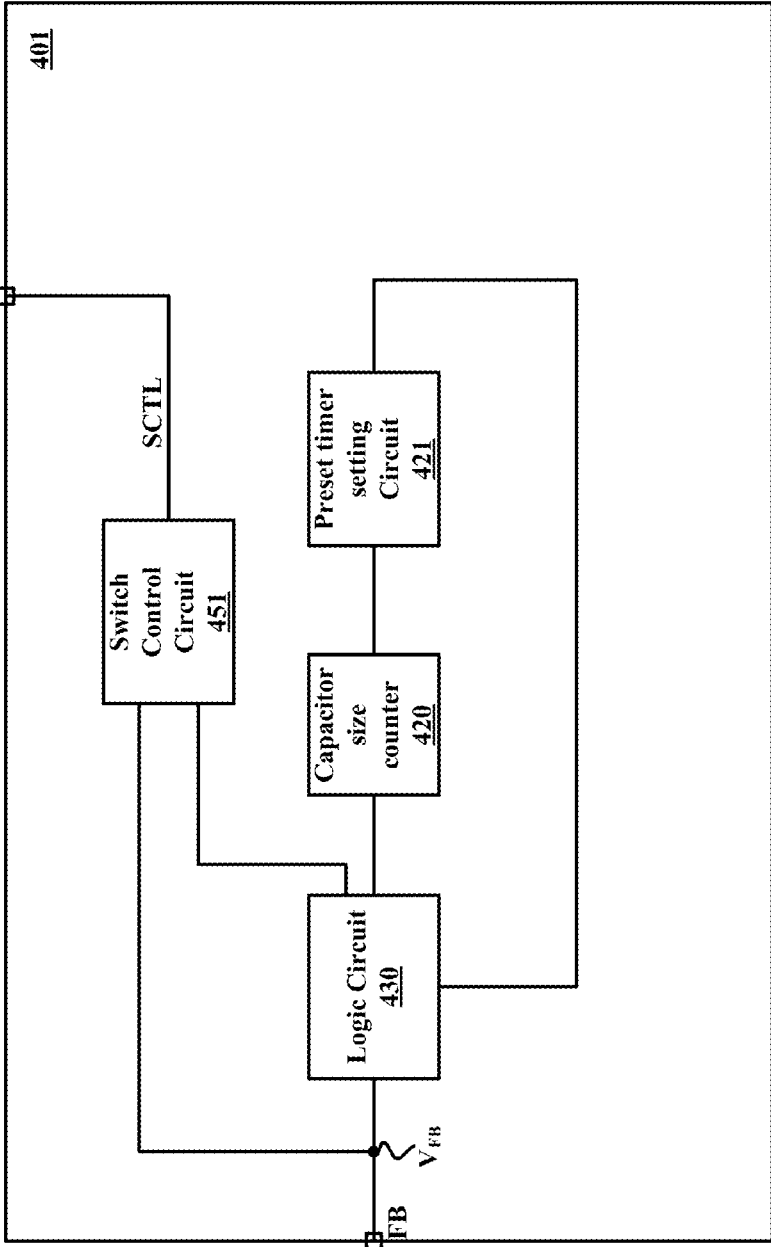 401
SCTL
Switch
Control
Circuit
451
Preset timer
setting
Circuit
421
Capacitor
size
counter
420
Logic Circuit
430
VFB
FB